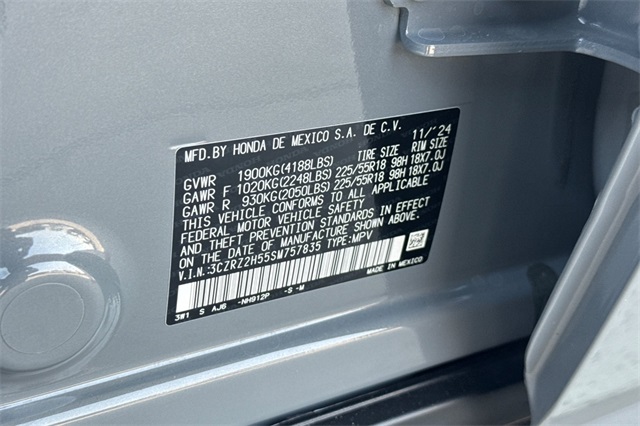 MFD.BY HONDA DE MEXICO S.A. DE C.V. 11/'24
GVWR 1900KG(4188LBS) TIRE SIZE RIM SIZE
GAWR F 1020KG(2248LBS) 225/55R18 98H 18X7.0J
GAWR R 930KG(2050LBS) 225/55R18 98H 18X7.0J
THIS VEHICLE CONFORMS TO ALL APPLICABLE
FEDERAL MOTOR VEHICLE SAFETY
AND THEFT PREVENTION STANDARDS IN EFFECT
ON THE DATE OF MANUFACTURE SHOWN ABOVE.
V.I.N.:3CZRZ2H55SM757835 TYPE:MPV
3W1 S AJ6 -NH912P -S -M MADE IN MEXICO